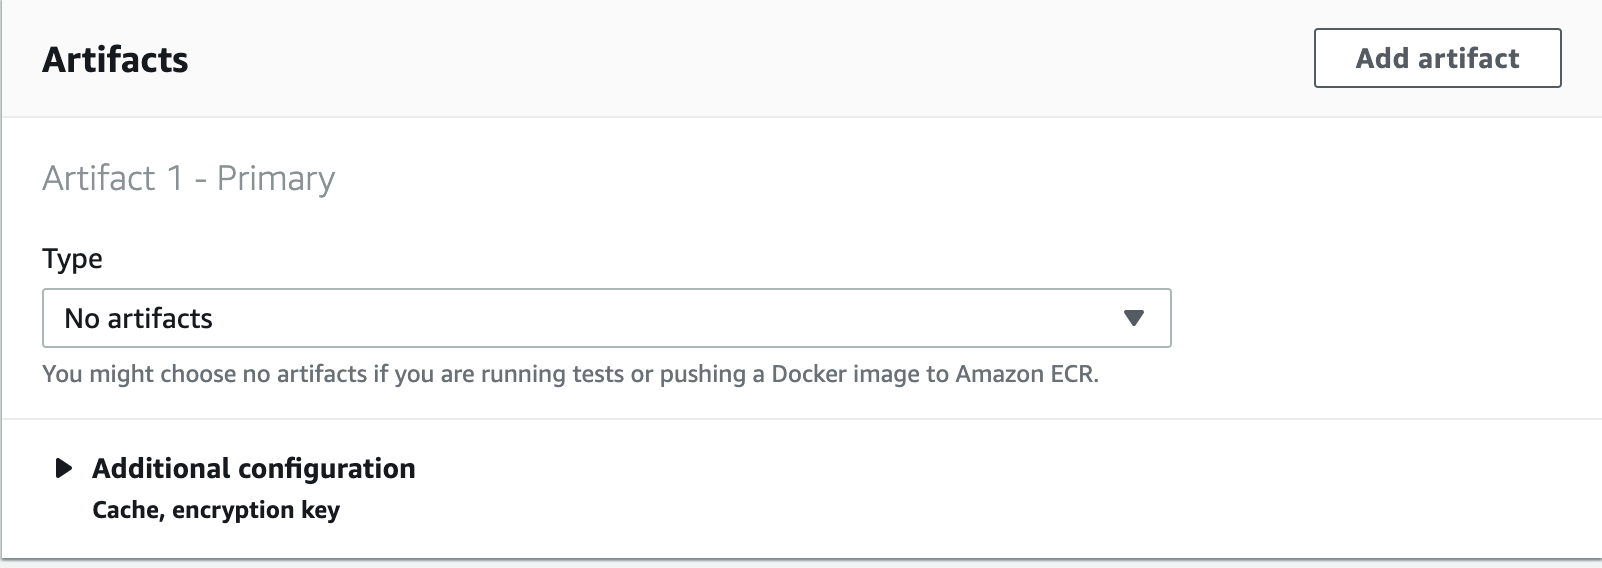 Artifacts
Add artifact
Artifact 1 - Primary
Type
No artifacts
You might choose no artifacts if you are running tests or pushing a Docker image to Amazon ECR.
Additional configuration
Cache, encryption key